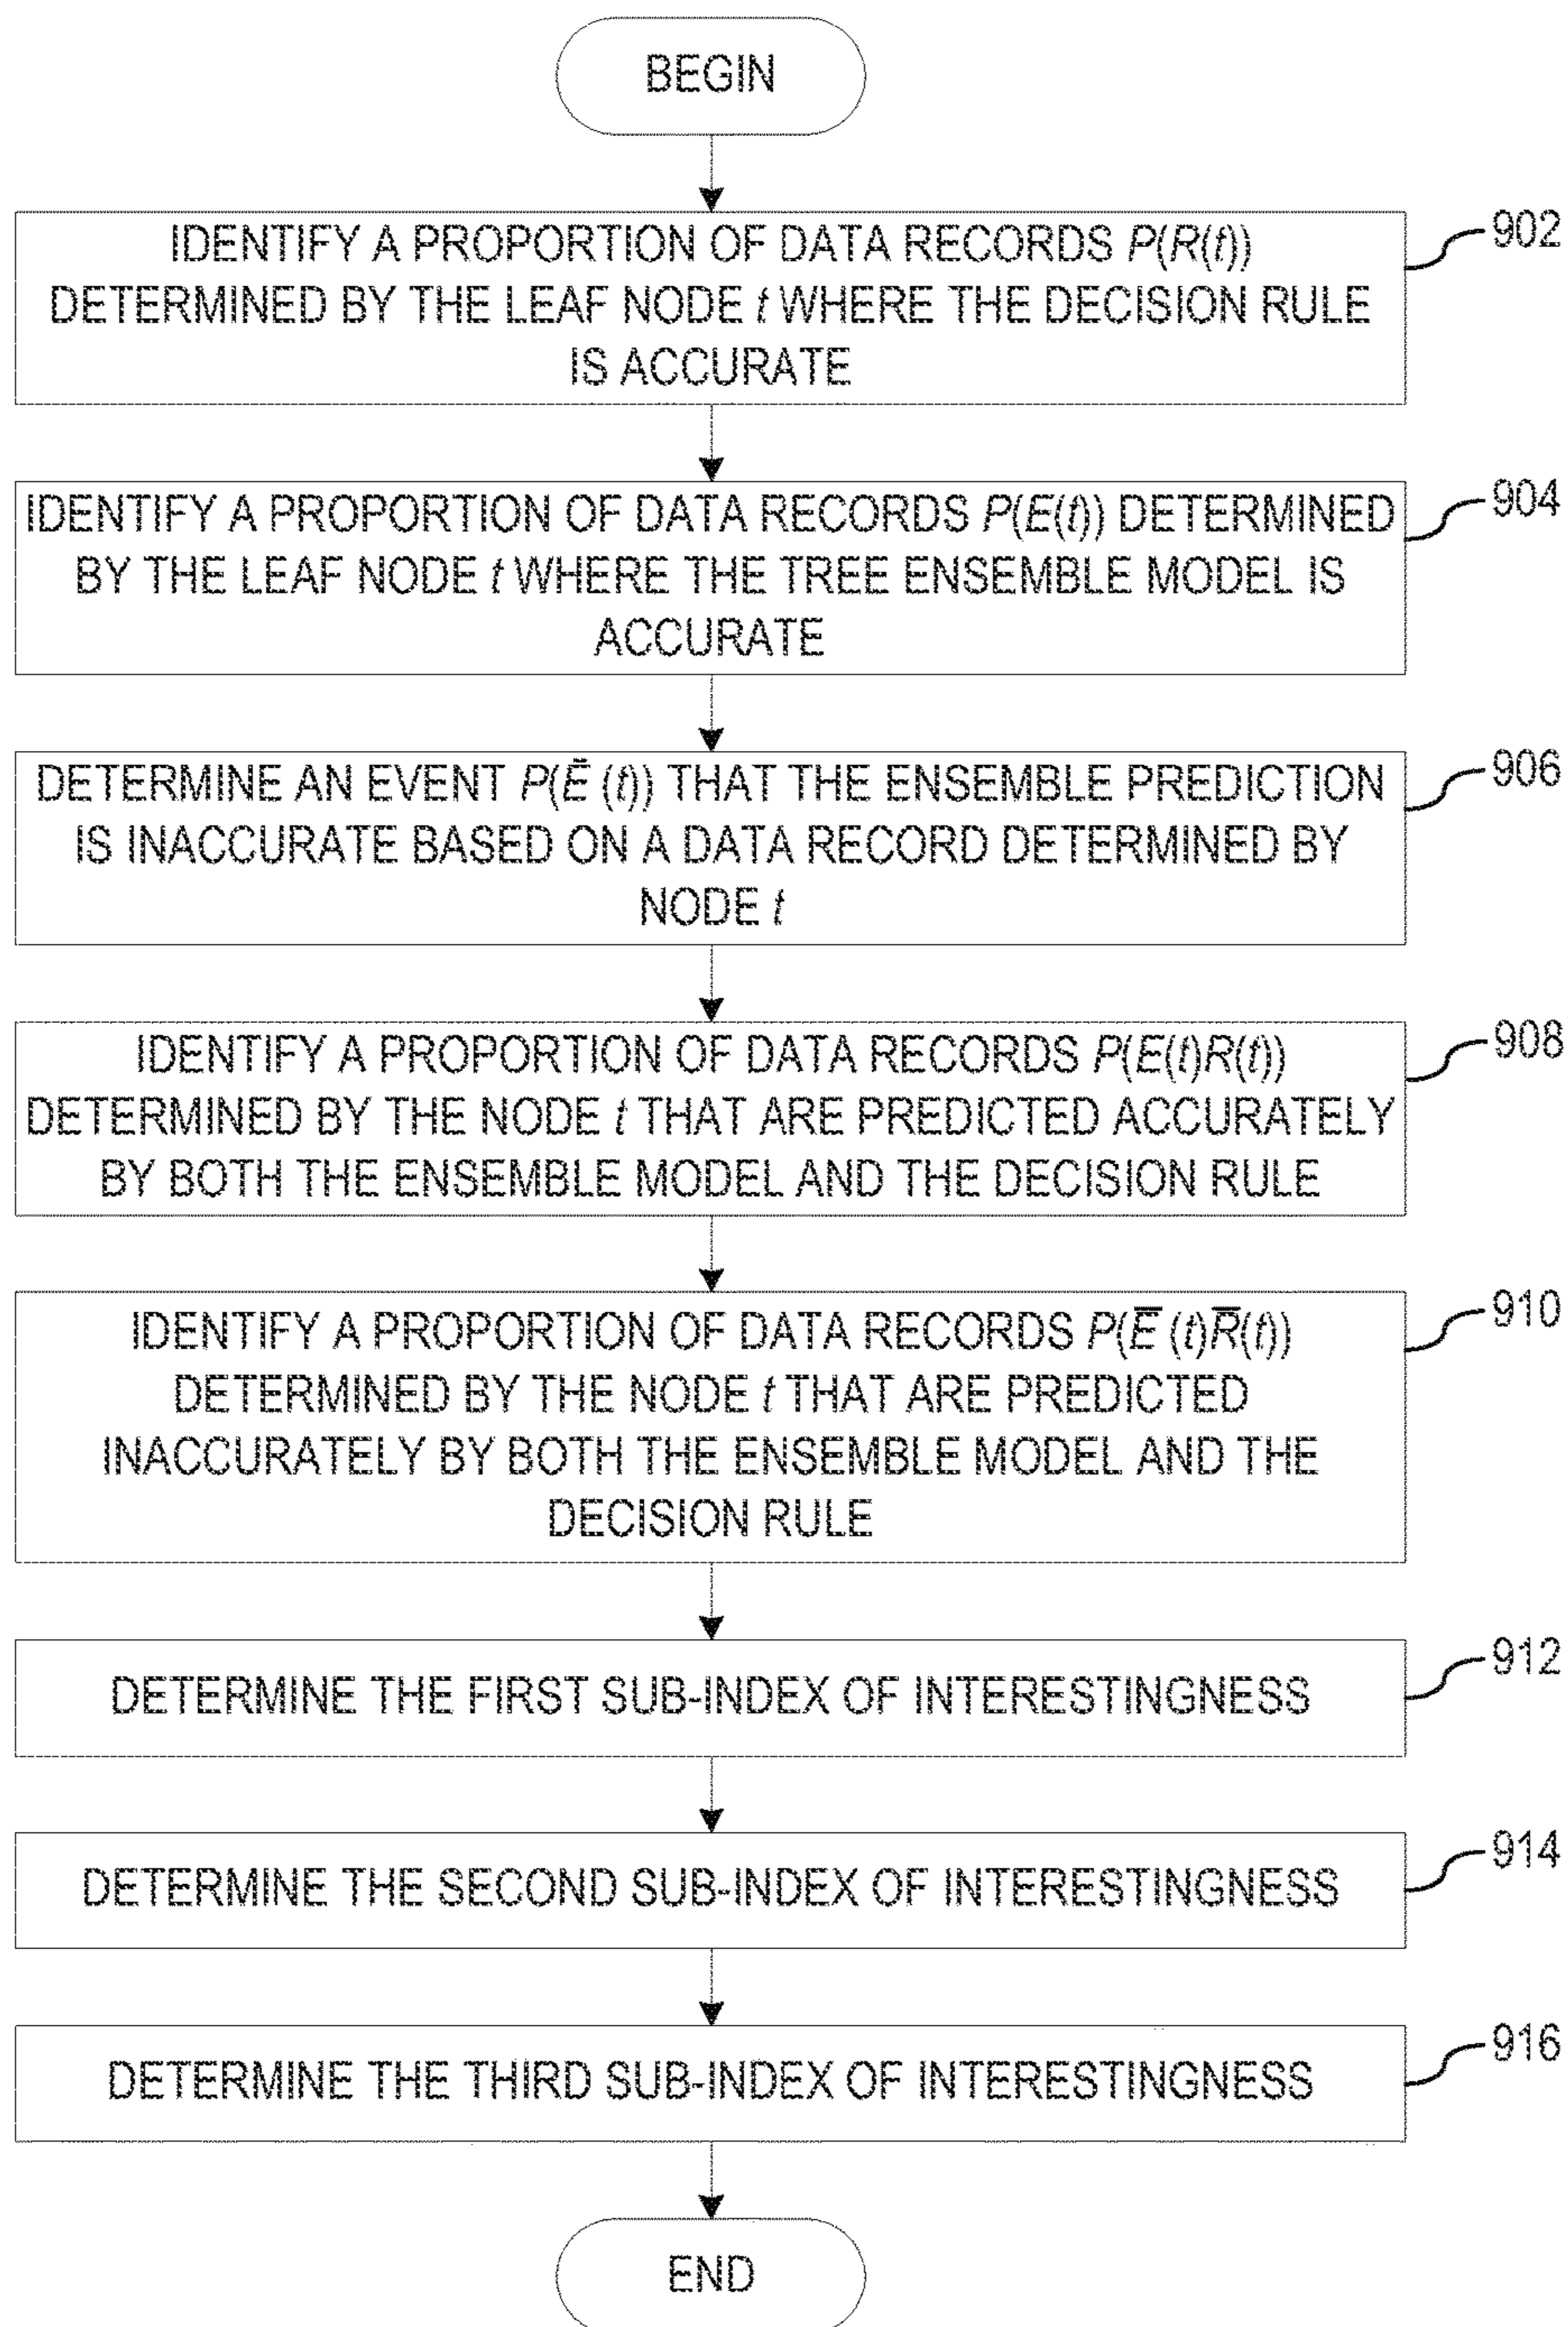 BEGIN
IDENTIFY A PROPORTION OF DATA RECORDS P(R(t))
DETERMINED BY THE LEAF NODE t WHERE THE DECISION RULE
IS ACCURATE
902
IDENTIFY A PROPORTION OF DATA RECORDS P(E(t)) DETERMINED
BY THE LEAF NODE t WHERE THE TREE ENSEMBLE MODEL IS
ACCURATE
904
DETERMINE AN EVENT P(Ē (t)) THAT THE ENSEMBLE PREDICTION
IS INACCURATE BASED ON A DATA RECORD DETERMINED BY
NODE t
906
IDENTIFY A PROPORTION OF DATA RECORDS P(E(t)R(t))
DETERMINED BY THE NODE t THAT ARE PREDICTED ACCURATELY
BY BOTH THE ENSEMBLE MODEL AND THE DECISION RULE
908
IDENTIFY A PROPORTION OF DATA RECORDS P(Ē (t)R̅(t))
DETERMINED BY THE NODE t THAT ARE PREDICTED
INACCURATELY BY BOTH THE ENSEMBLE MODEL AND THE
DECISION RULE
910
DETERMINE THE FIRST SUB-INDEX OF INTERESTINGNESS
912
DETERMINE THE SECOND SUB-INDEX OF INTERESTINGNESS
914
DETERMINE THE THIRD SUB-INDEX OF INTERESTINGNESS
916
END